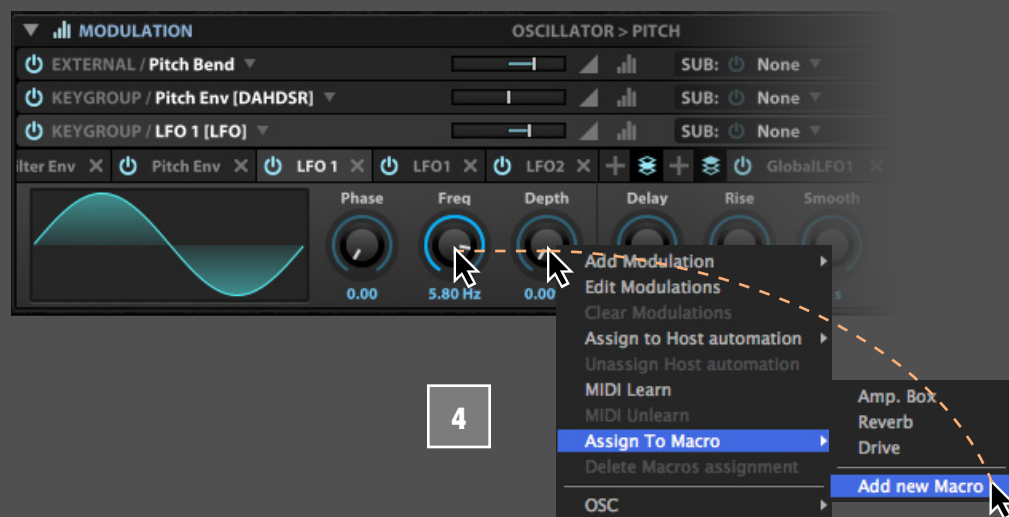 MODULATION OSCILLATOR > PITCH
EXTERNAL / Pitch Bend SUB: None
KEYGROUP / Pitch Env [DAHDSR] SUB: None
KEYGROUP / LFO 1 [LFO] SUB: None
ilter Env Pitch Env LFO 1 LFO1 LFO2 GlobalLFO1
Phase Freq Depth Delay Rise Smooth
0.00 5.80 Hz 0.00 s
Add Modulation
Edit Modulations
Clear Modulations
Assign to Host automation
Unassign Host automation
MIDI Learn
MIDI Unlearn
Assign To Macro
Delete Macros assignment
OSC
Amp. Box
Reverb
Drive
Add new Macro
4